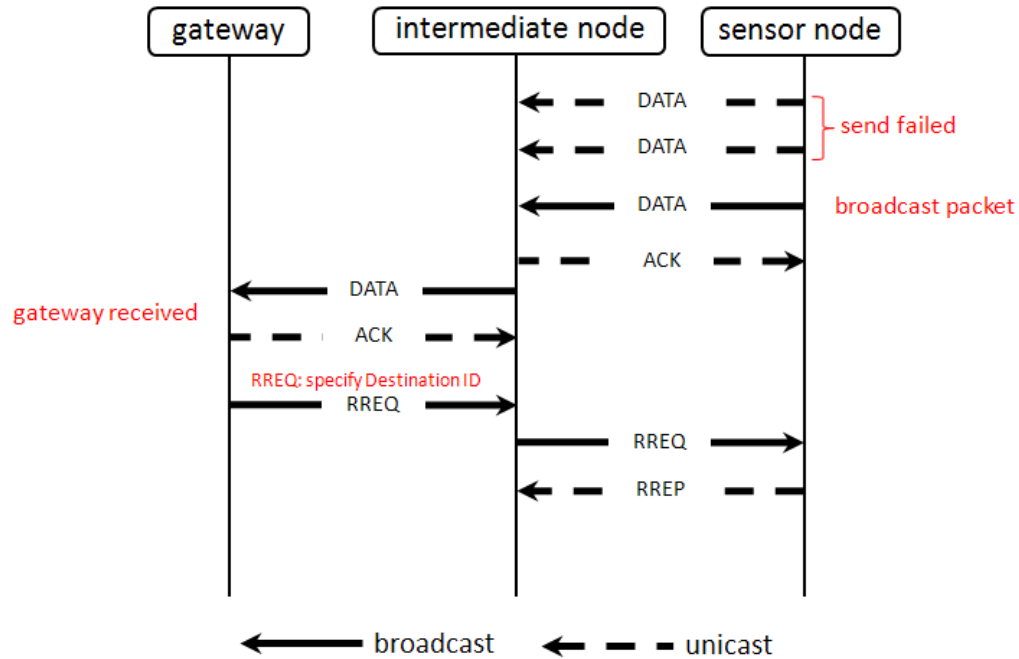 gateway
intermediate node
sensor node
DATA
send failed
DATA
DATA
broadcast packet
ACK
DATA
gateway received
ACK
RREQ: specify Destination ID
RREQ
RREQ
RREP
broadcast
unicast